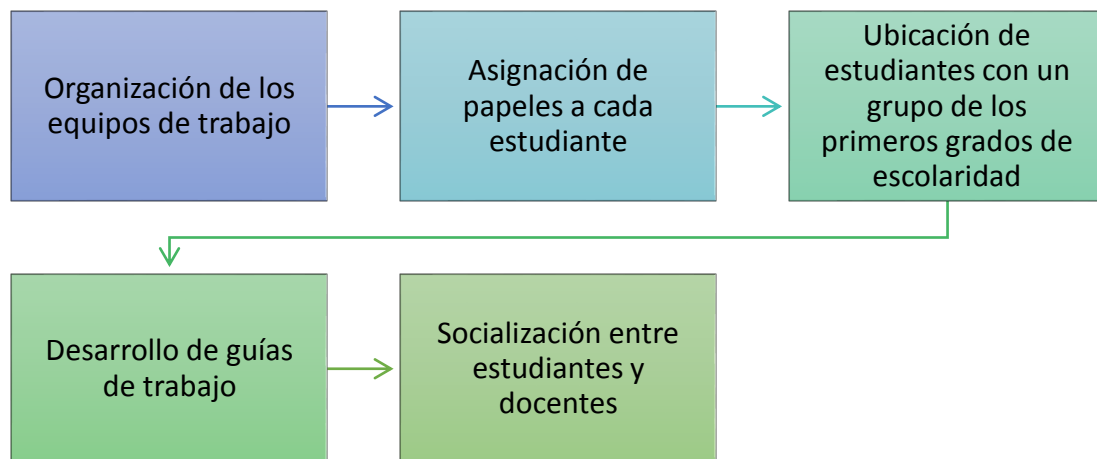 Organización de los
equipos de trabajo
Asignación de
papeles a cada
estudiante
Ubicación de
estudiantes con un
grupo de los
primeros grados de
escolaridad
Desarrollo de guías
de trabajo
Socialización entre
estudiantes y
docentes